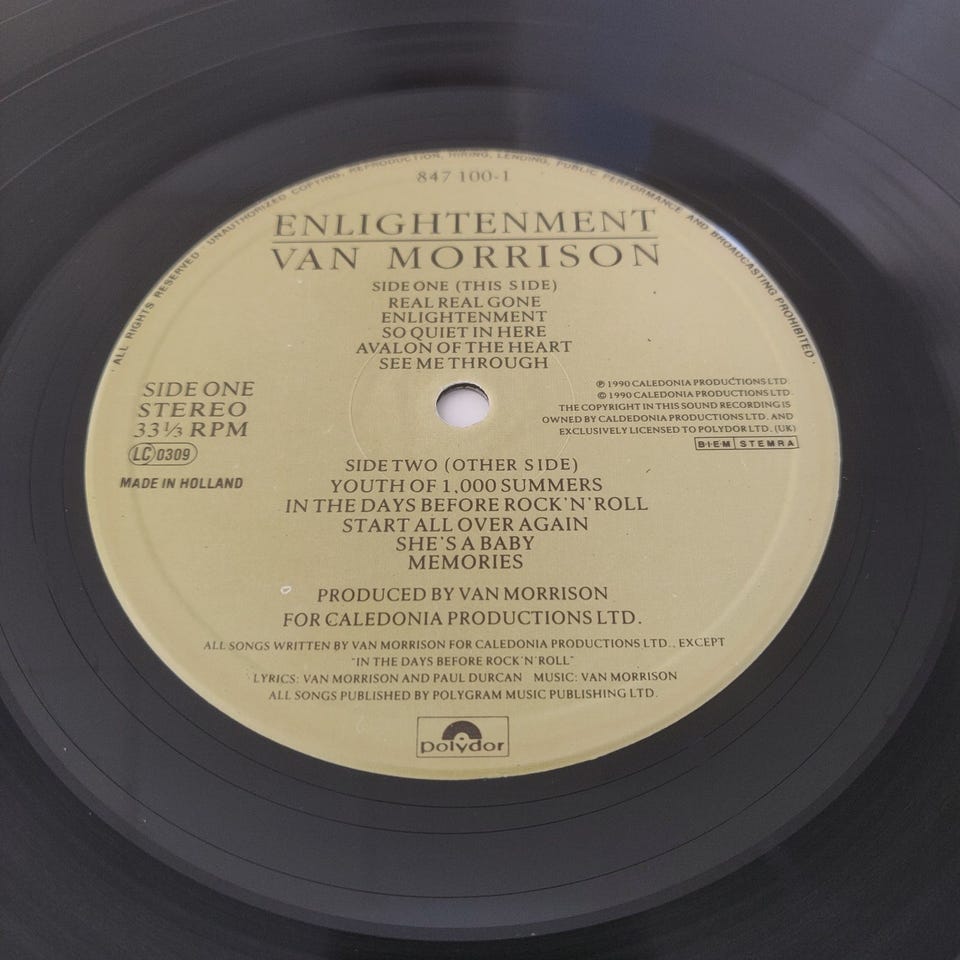 ALL RIGHTS RESERVED · UNAUTHORIZED COPYING, REPRODUCTION, HIRING, LENDING, PUBLIC PERFORMANCE AND BROADCASTING PROHIBITED ·
847 100-1
ENLIGHTENMENT
VAN MORRISON
SIDE ONE (THIS SIDE)
REAL REAL GONE
ENLIGHTENMENT
SO QUIET IN HERE
AVALON OF THE HEART
SEE ME THROUGH
SIDE ONE
STEREO
33 1/3 RPM
LC 0309
MADE IN HOLLAND
℗ 1990 CALEDONIA PRODUCTIONS LTD.
© 1990 CALEDONIA PRODUCTIONS LTD.
THE COPYRIGHT IN THIS SOUND RECORDING IS
OWNED BY CALDEDONIA PRODUCTIONS LTD. AND
EXCLUSIVELY LICENSED TO POLYDOR LTD. (UK)
B·I·E·M STEMRA
SIDE TWO (OTHER SIDE)
YOUTH OF 1,000 SUMMERS
IN THE DAYS BEFORE ROCK'N'ROLL
START ALL OVER AGAIN
SHE'S A BABY
MEMORIES
PRODUCED BY VAN MORRISON
FOR CALEDONIA PRODUCTIONS LTD.
ALL SONGS WRITTEN BY VAN MORRISON FOR CALEDONIA PRODUCTIONS LTD., EXCEPT
"IN THE DAYS BEFORE ROCK'N'ROLL"
LYRICS: VAN MORRISON AND PAUL DURCAN MUSIC: VAN MORRISON
ALL SONGS PUBLISHED BY POLYGRAM MUSIC PUBLISHING LTD.
polydor